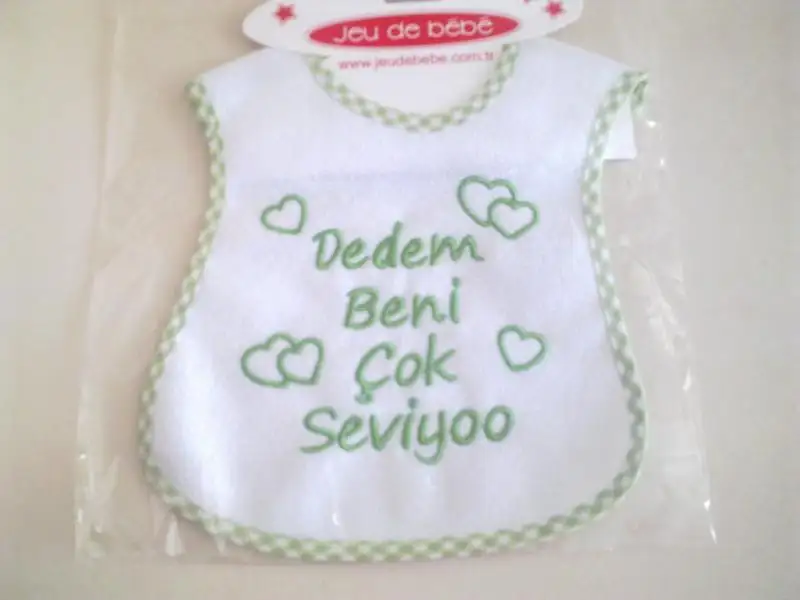 Jeu de bébé
www.jeudebebe.com.tr
Dedem
Beni
Çok
Seviyoo